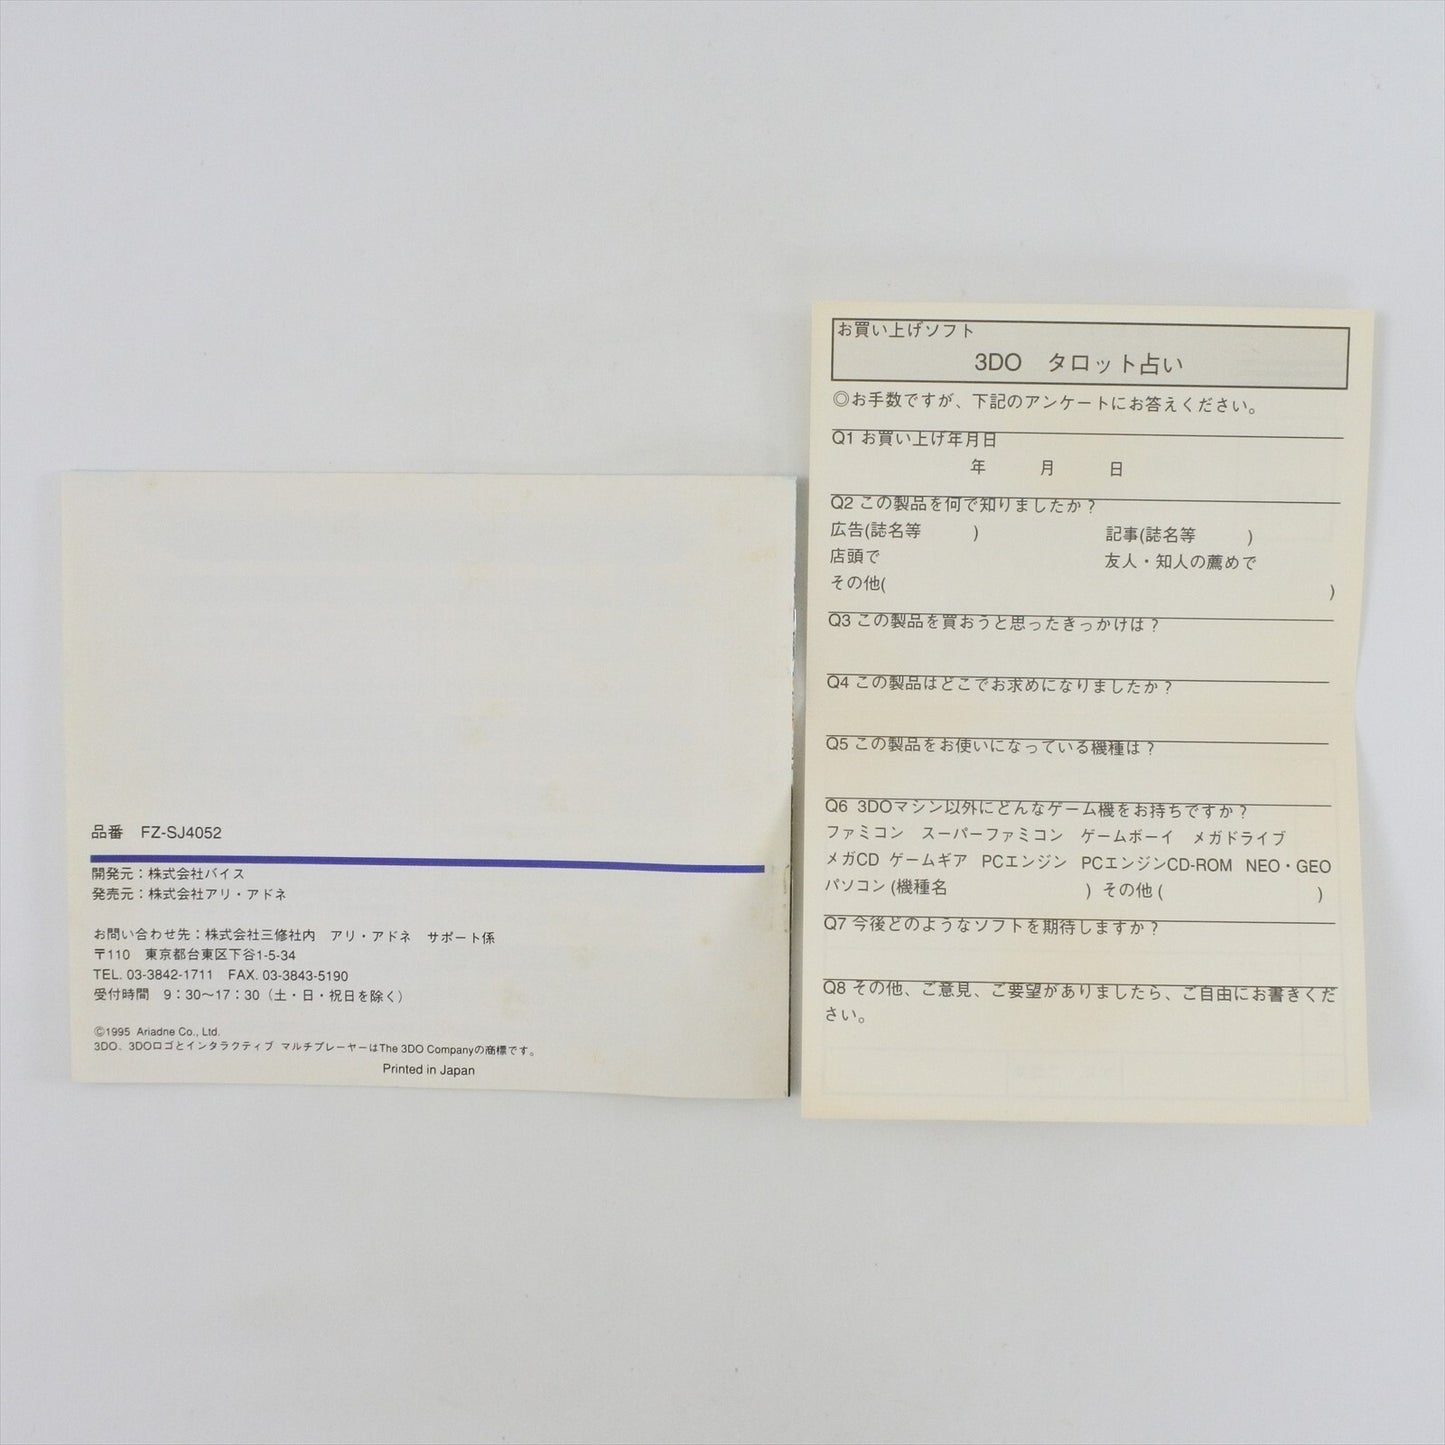 品番　FZ-SJ4052
開発元：株式会社バイス
発売元：株式会社アリ・アドネ
お問い合わせ先：株式会社三修社内　アリ・アドネ　サポート係
〒110　東京都台東区下谷1-5-34
TEL. 03-3842-1711　FAX. 03-3843-5190
受付時間　9：30〜17：30（土・日・祝日を除く）
©1995 Ariadne Co., Ltd.
3DO、3DOロゴとインタラクティブ マルチプレーヤーはThe 3DO Companyの商標です。
Printed in Japan
お買い上げソフト
3DO　タロット占い
◎お手数ですが、下記のアンケートにお答えください。
Q1 お買い上げ年月日
年　　　月　　　日
Q2 この製品を何で知りましたか？
広告(誌名等　　　)　　　　　　　記事(誌名等　　　)
店頭で　　　　　　　　　　　　　友人・知人の薦めで
その他(　　　　　　　　　　　　　　　　　　　　　　　　　)
Q3 この製品を買おうと思ったきっかけは？
Q4 この製品はどこでお求めになりましたか？
Q5 この製品をお使いになっている機種は？
Q6 3DOマシン以外にどんなゲーム機をお持ちですか？
ファミコン　スーパーファミコン　ゲームボーイ　メガドライブ
メガCD　ゲームギア　PCエンジン　PCエンジンCD-ROM　NEO・GEO
パソコン (機種名　　　　　　　　) その他 (　　　　　　　　　)
Q7 今後どのようなソフトを期待しますか？
Q8 その他、ご意見、ご要望がありましたら、ご自由にお書きくだ
さい。